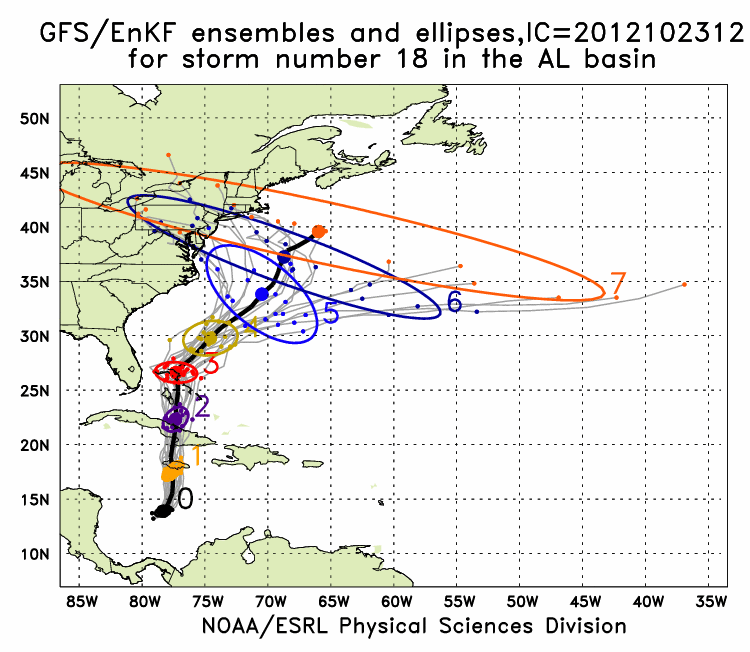 GFS/EnKF ensembles and ellipses,IC=2012102312
for storm number 18 in the AL basin
50N
45N
40N
35N
30N
25N
20N
15N
10N
7
6
5
4
3
2
1
0
85W 80W 75W 70W 65W 60W 55W 50W 45W 40W 35W
NOAA/ESRL Physical Sciences Division